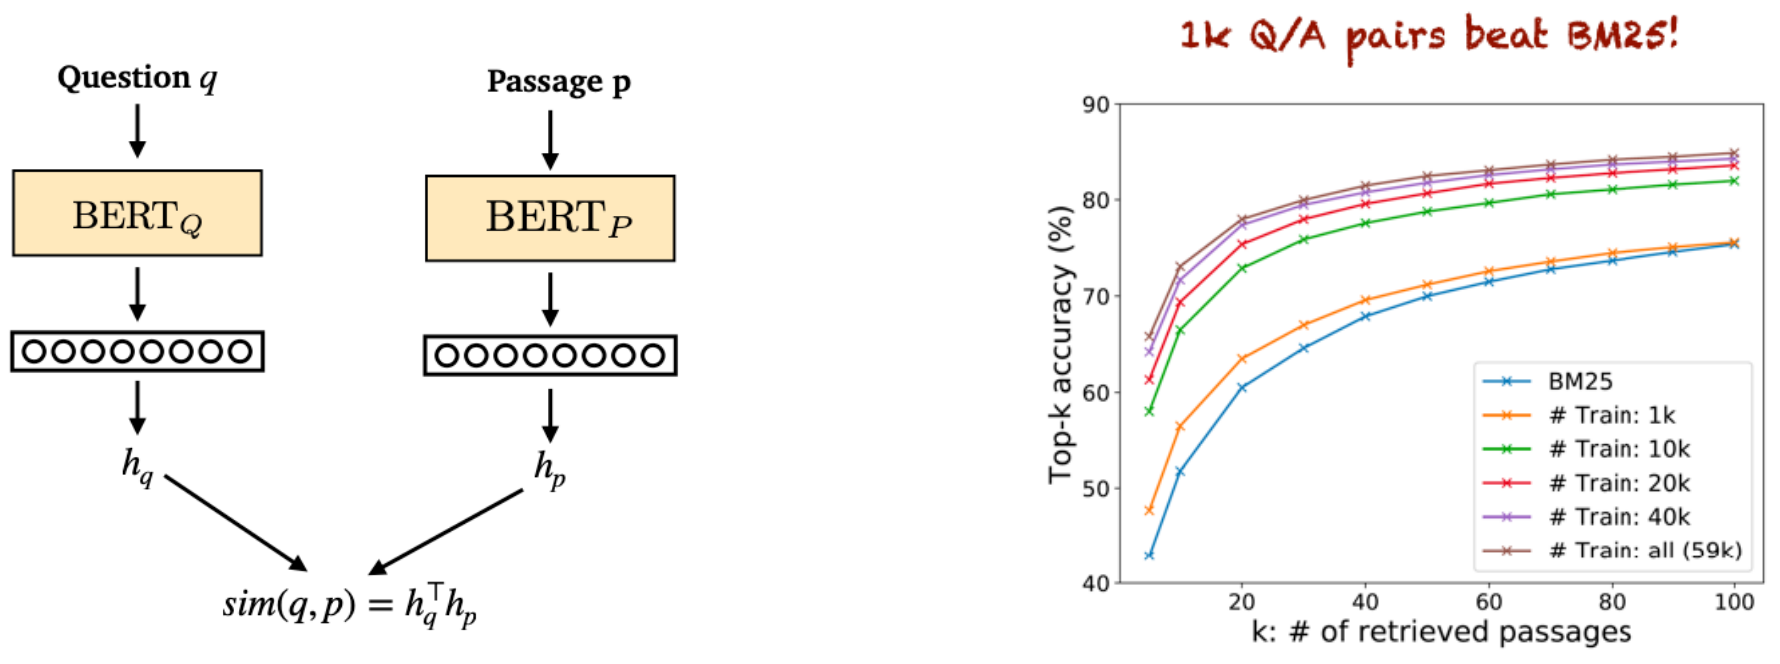 Question q
Passage p
BERT_Q
BERT_P
h_q
h_p
sim(q, p) = h_q^⊤ h_p
1k Q/A pairs beat BM25!
90
80
70
60
50
40
Top-k accuracy (%)
BM25
# Train: 1k
# Train: 10k
# Train: 20k
# Train: 40k
# Train: all (59k)
20 40 60 80 100
k: # of retrieved passages